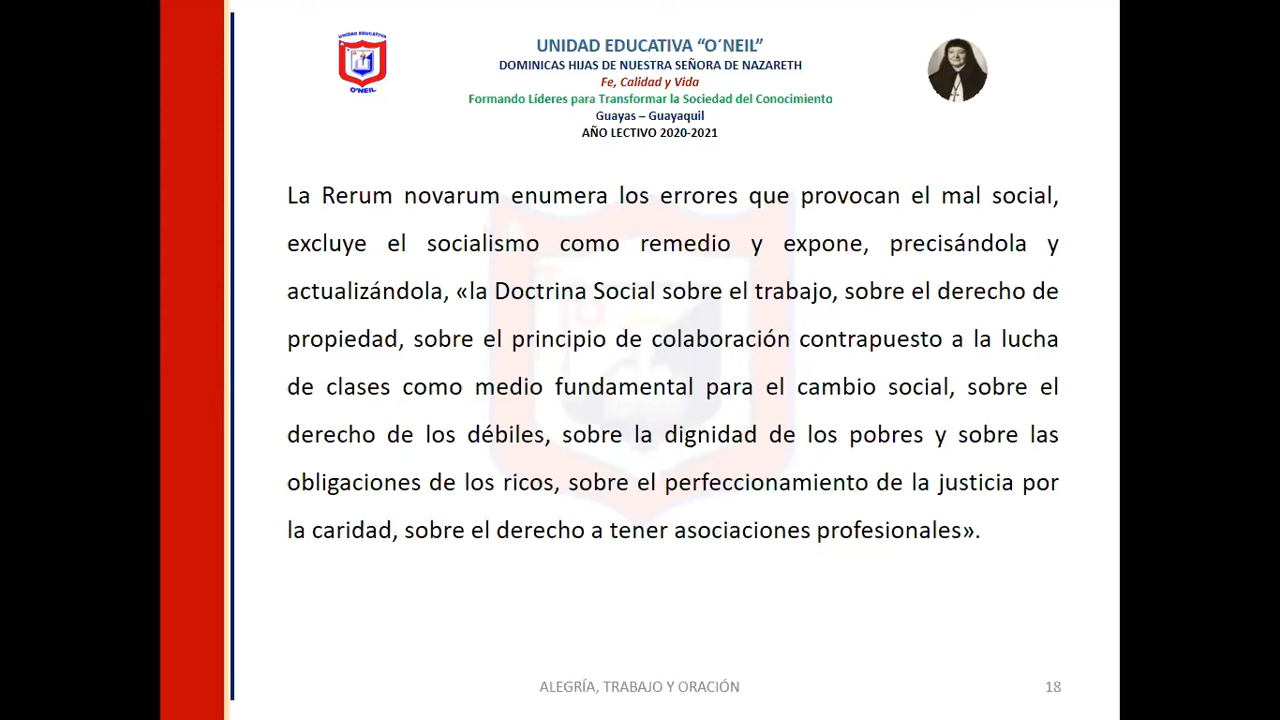 UNIDAD EDUCATIVA
O'NEIL
UNIDAD EDUCATIVA “O´NEIL”
DOMINICAS HIJAS DE NUESTRA SEÑORA DE NAZARETH
Fe, Calidad y Vida
Formando Líderes para Transformar la Sociedad del Conocimiento
Guayas – Guayaquil
AÑO LECTIVO 2020-2021
La Rerum novarum enumera los errores que provocan el mal social,
excluye el socialismo como remedio y expone, precisándola y
actualizándola, «la Doctrina Social sobre el trabajo, sobre el derecho de
propiedad, sobre el principio de colaboración contrapuesto a la lucha
de clases como medio fundamental para el cambio social, sobre el
derecho de los débiles, sobre la dignidad de los pobres y sobre las
obligaciones de los ricos, sobre el perfeccionamiento de la justicia por
la caridad, sobre el derecho a tener asociaciones profesionales».
ALEGRÍA, TRABAJO Y ORACIÓN
18